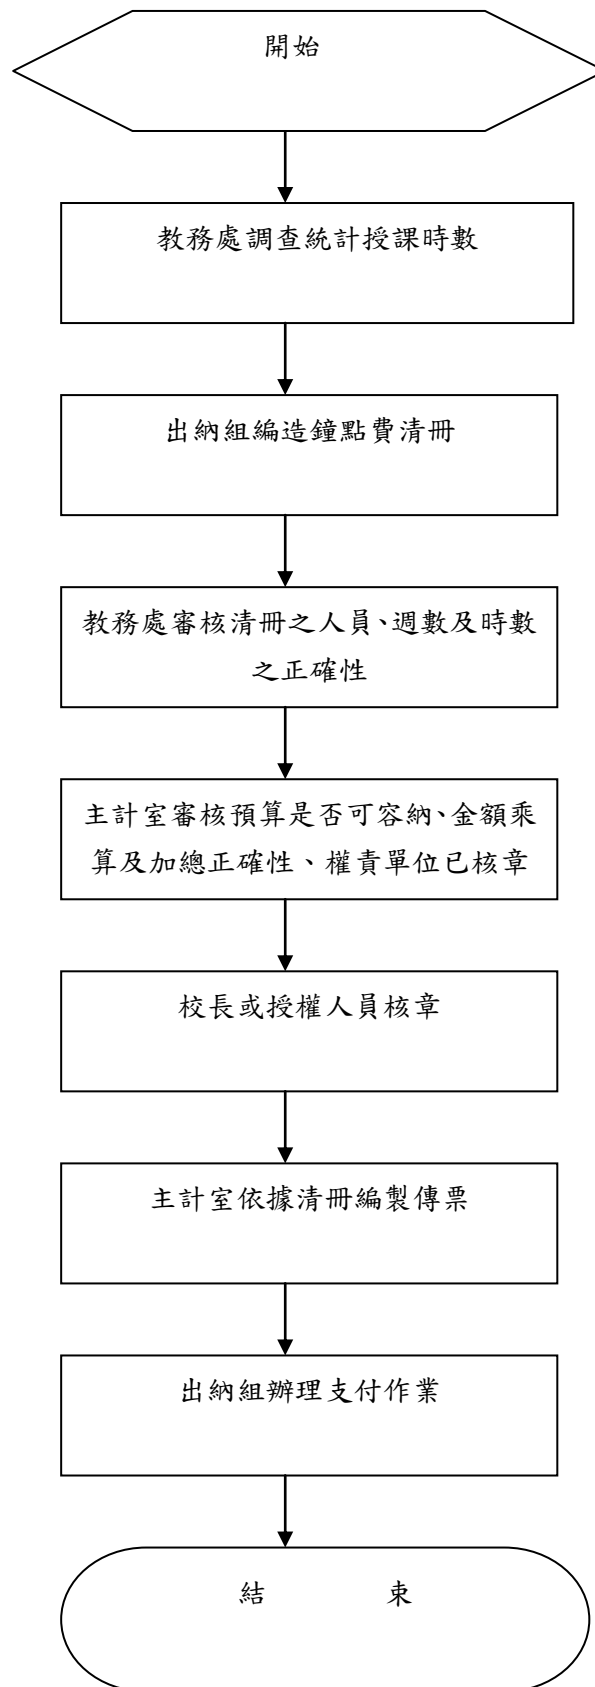 開始
教務處調查統計授課時數
出納組編造鐘點費清冊
教務處審核清冊之人員、週數及時數
之正確性
主計室審核預算是否可容納、金額乘
算及加總正確性、權責單位已核章
校長或授權人員核章
主計室依據清冊編製傳票
出納組辦理支付作業
結　　　束